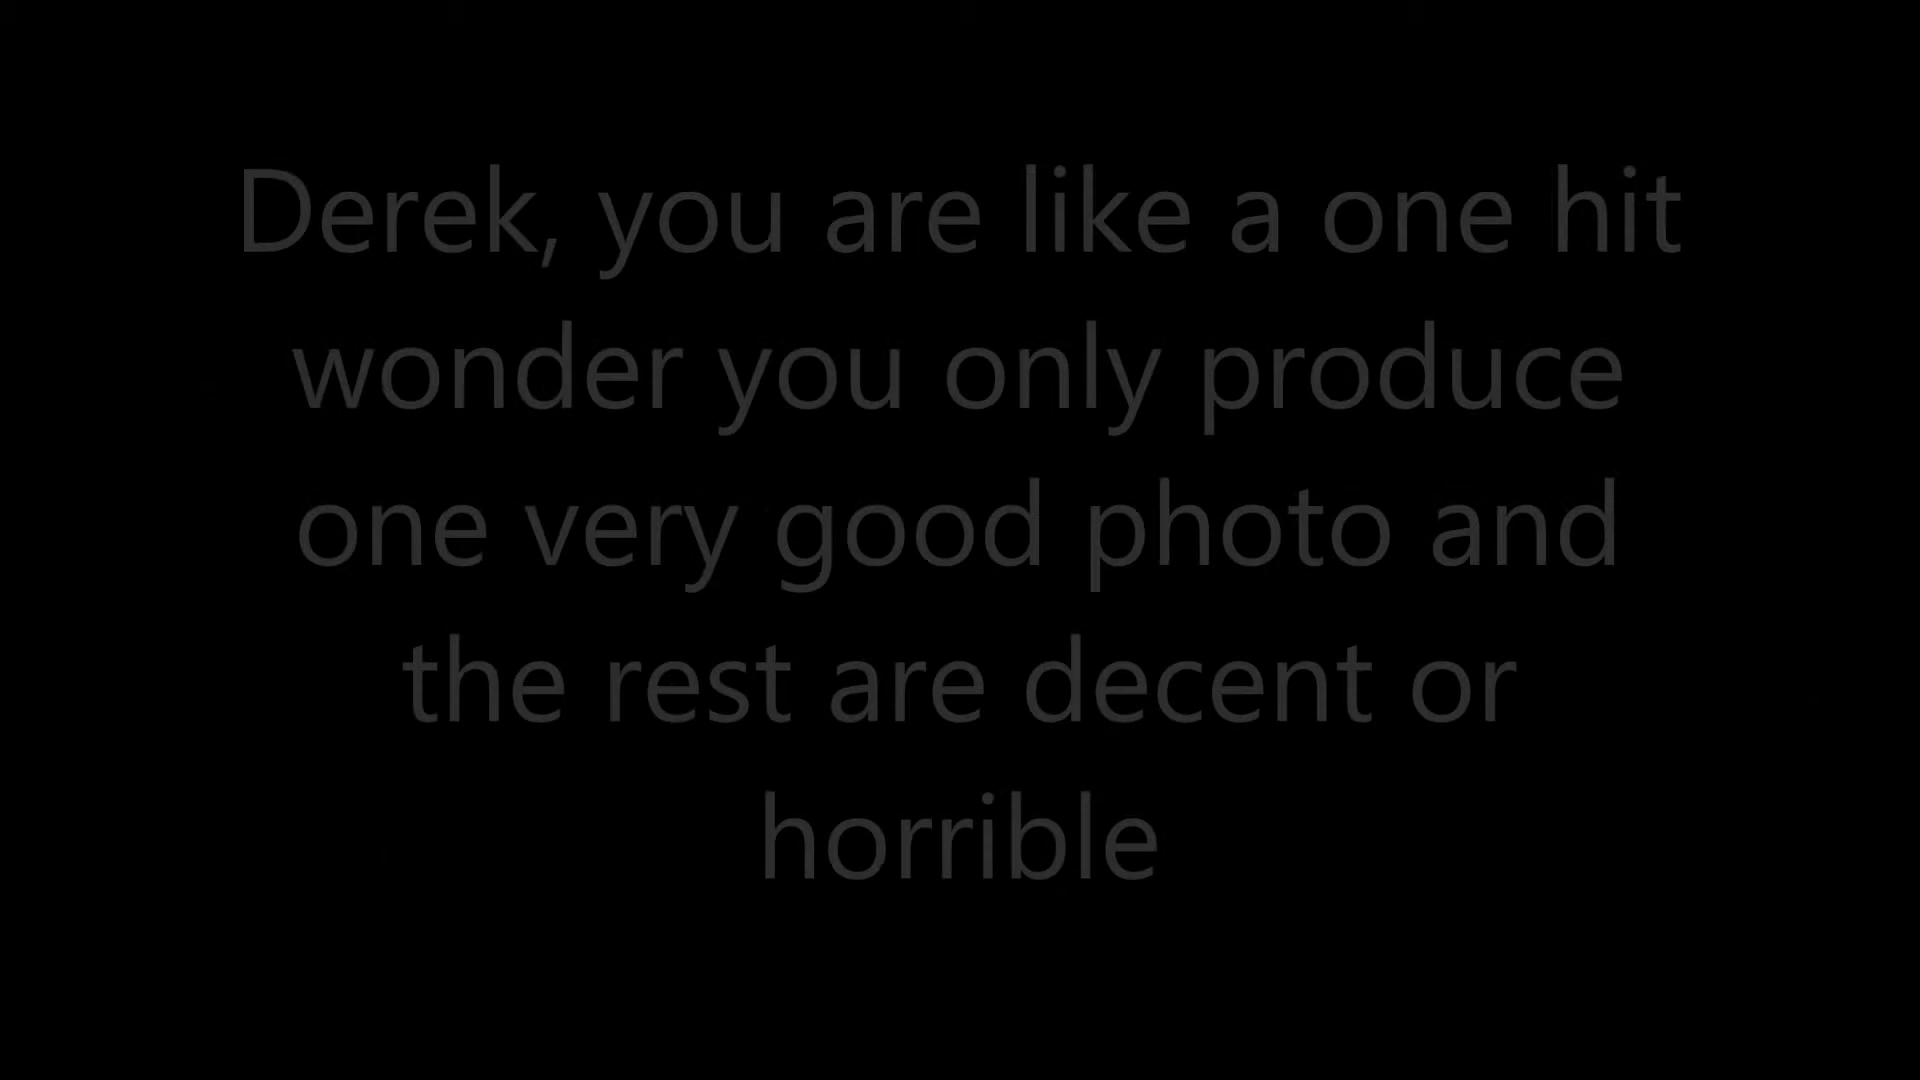 Derek, you are like a one hit
wonder you only produce
one very good photo and
the rest are decent or
horrible